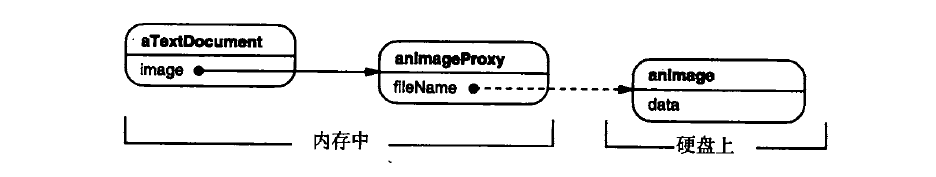 aTextDocument
image
anImageProxy
fileName
anImage
data
内存中
硬盘上